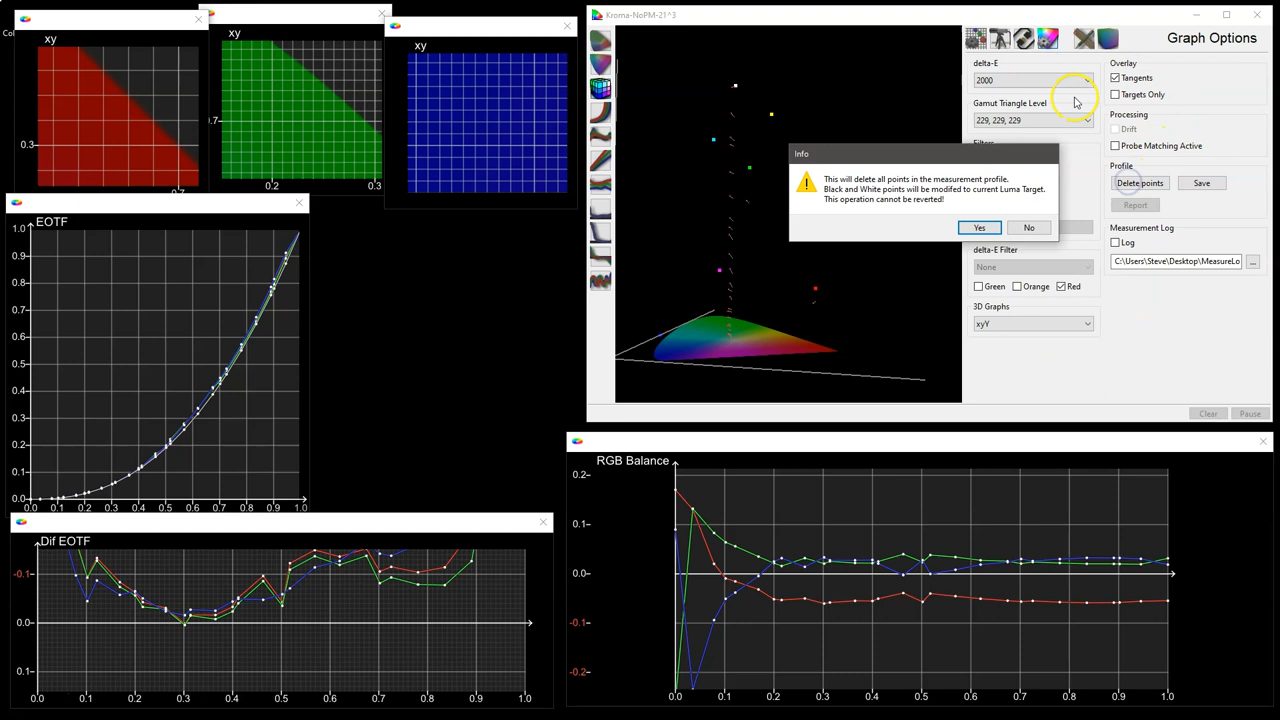 Co
xy
0.3
0.7
xy
0.7
0.2
0.3
xy
EOTF
1.0
0.9
0.8
0.7
0.6
0.5
0.4
0.3
0.2
0.1
0.0
0.0 0.1 0.2 0.3 0.4 0.5 0.6 0.7 0.8 0.9 1.0
Dif EOTF
-0.1
0.0
0.1
0.0 0.1 0.2 0.3 0.4 0.5 0.6 0.7 0.8 0.9 1.0
Kroma-NoPM-21^3
Graph Options
delta-E
2000
Gamut Triangle Level
229, 229, 229
Filters
delta-E Filter
None
Green Orange Red
3D Graphs
xyY
Overlay
Tangents
Targets Only
Processing
Drift
Probe Matching Active
Profile
Delete points Save
Report
Measurement Log
Log
C:\Users\Steve\Desktop\MeasureLo ...
Clear Pause
Info
This will delete all points in the measurement profile.
Black and White points will be modifed to current Luma Target.
This operation cannot be reverted!
Yes No
RGB Balance
0.2
0.1
0.0
-0.1
-0.2
0.0 0.1 0.2 0.3 0.4 0.5 0.6 0.7 0.8 0.9 1.0